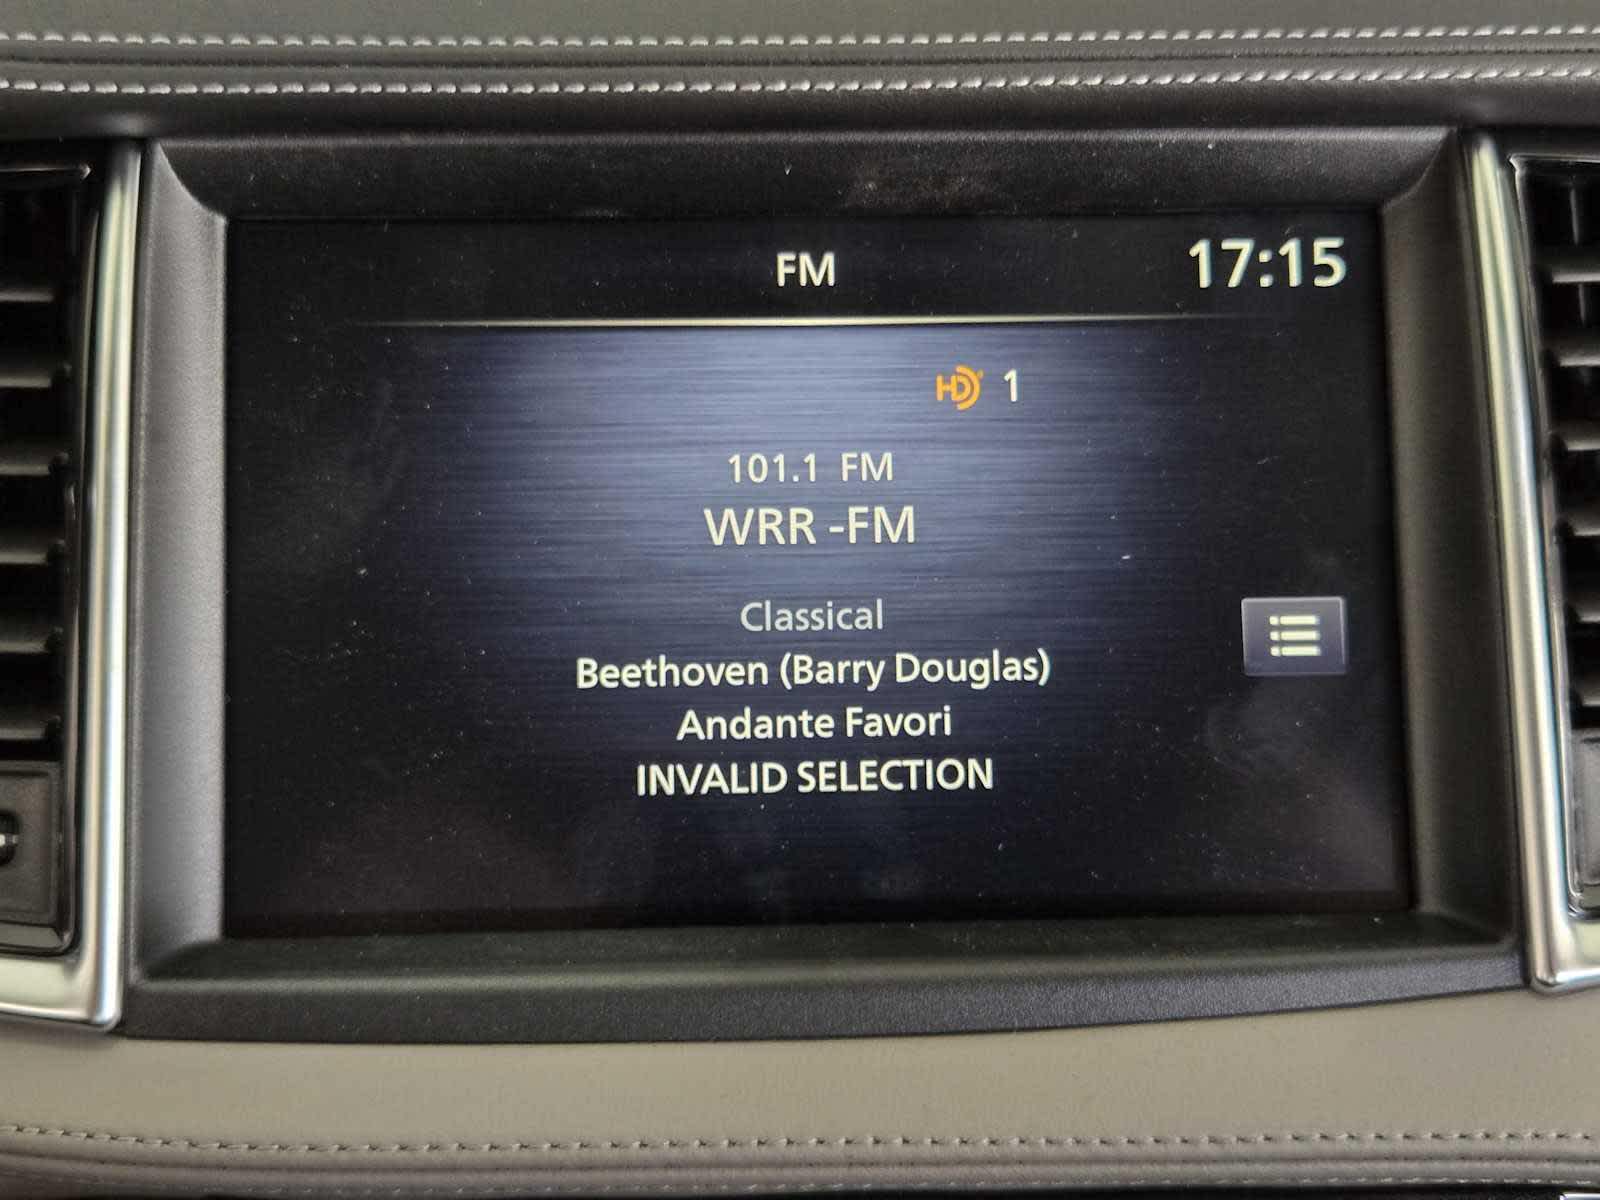 FM 17:15
HD 1
101.1 FM
WRR -FM
Classical
Beethoven (Barry Douglas)
Andante Favori
INVALID SELECTION